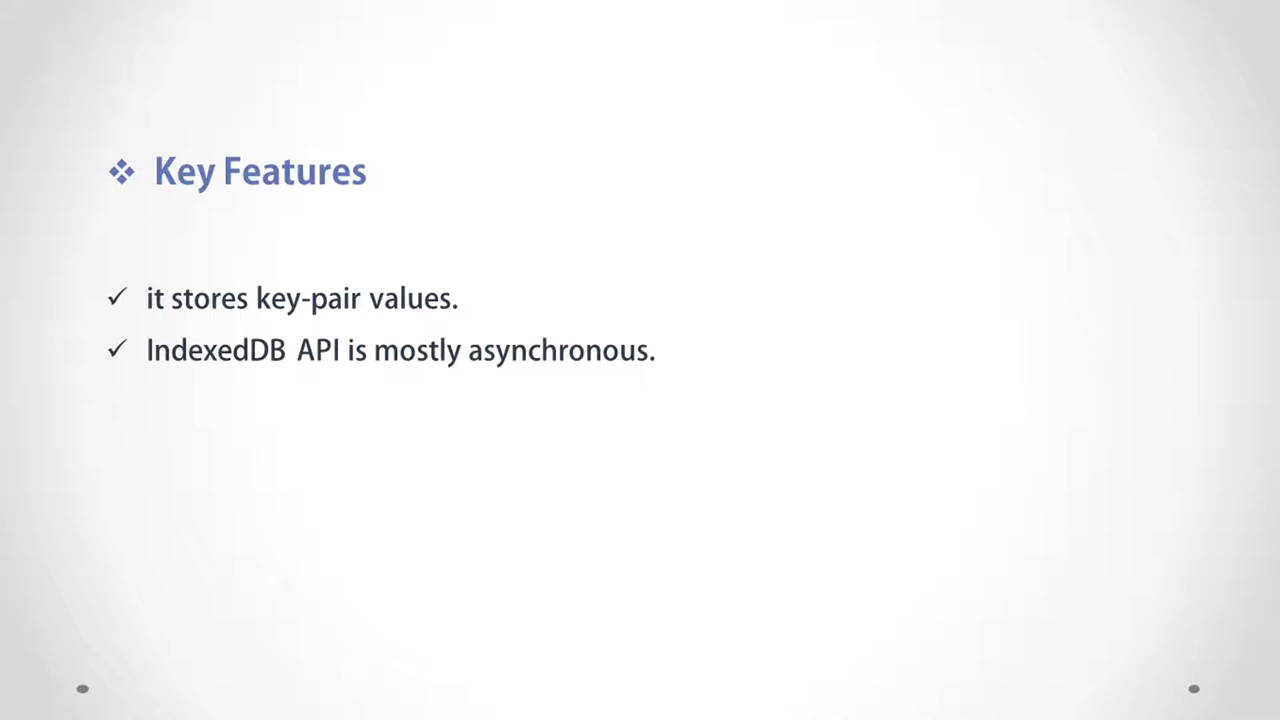 ❖ Key Features
✓ it stores key-pair values.
✓ IndexedDB API is mostly asynchronous.